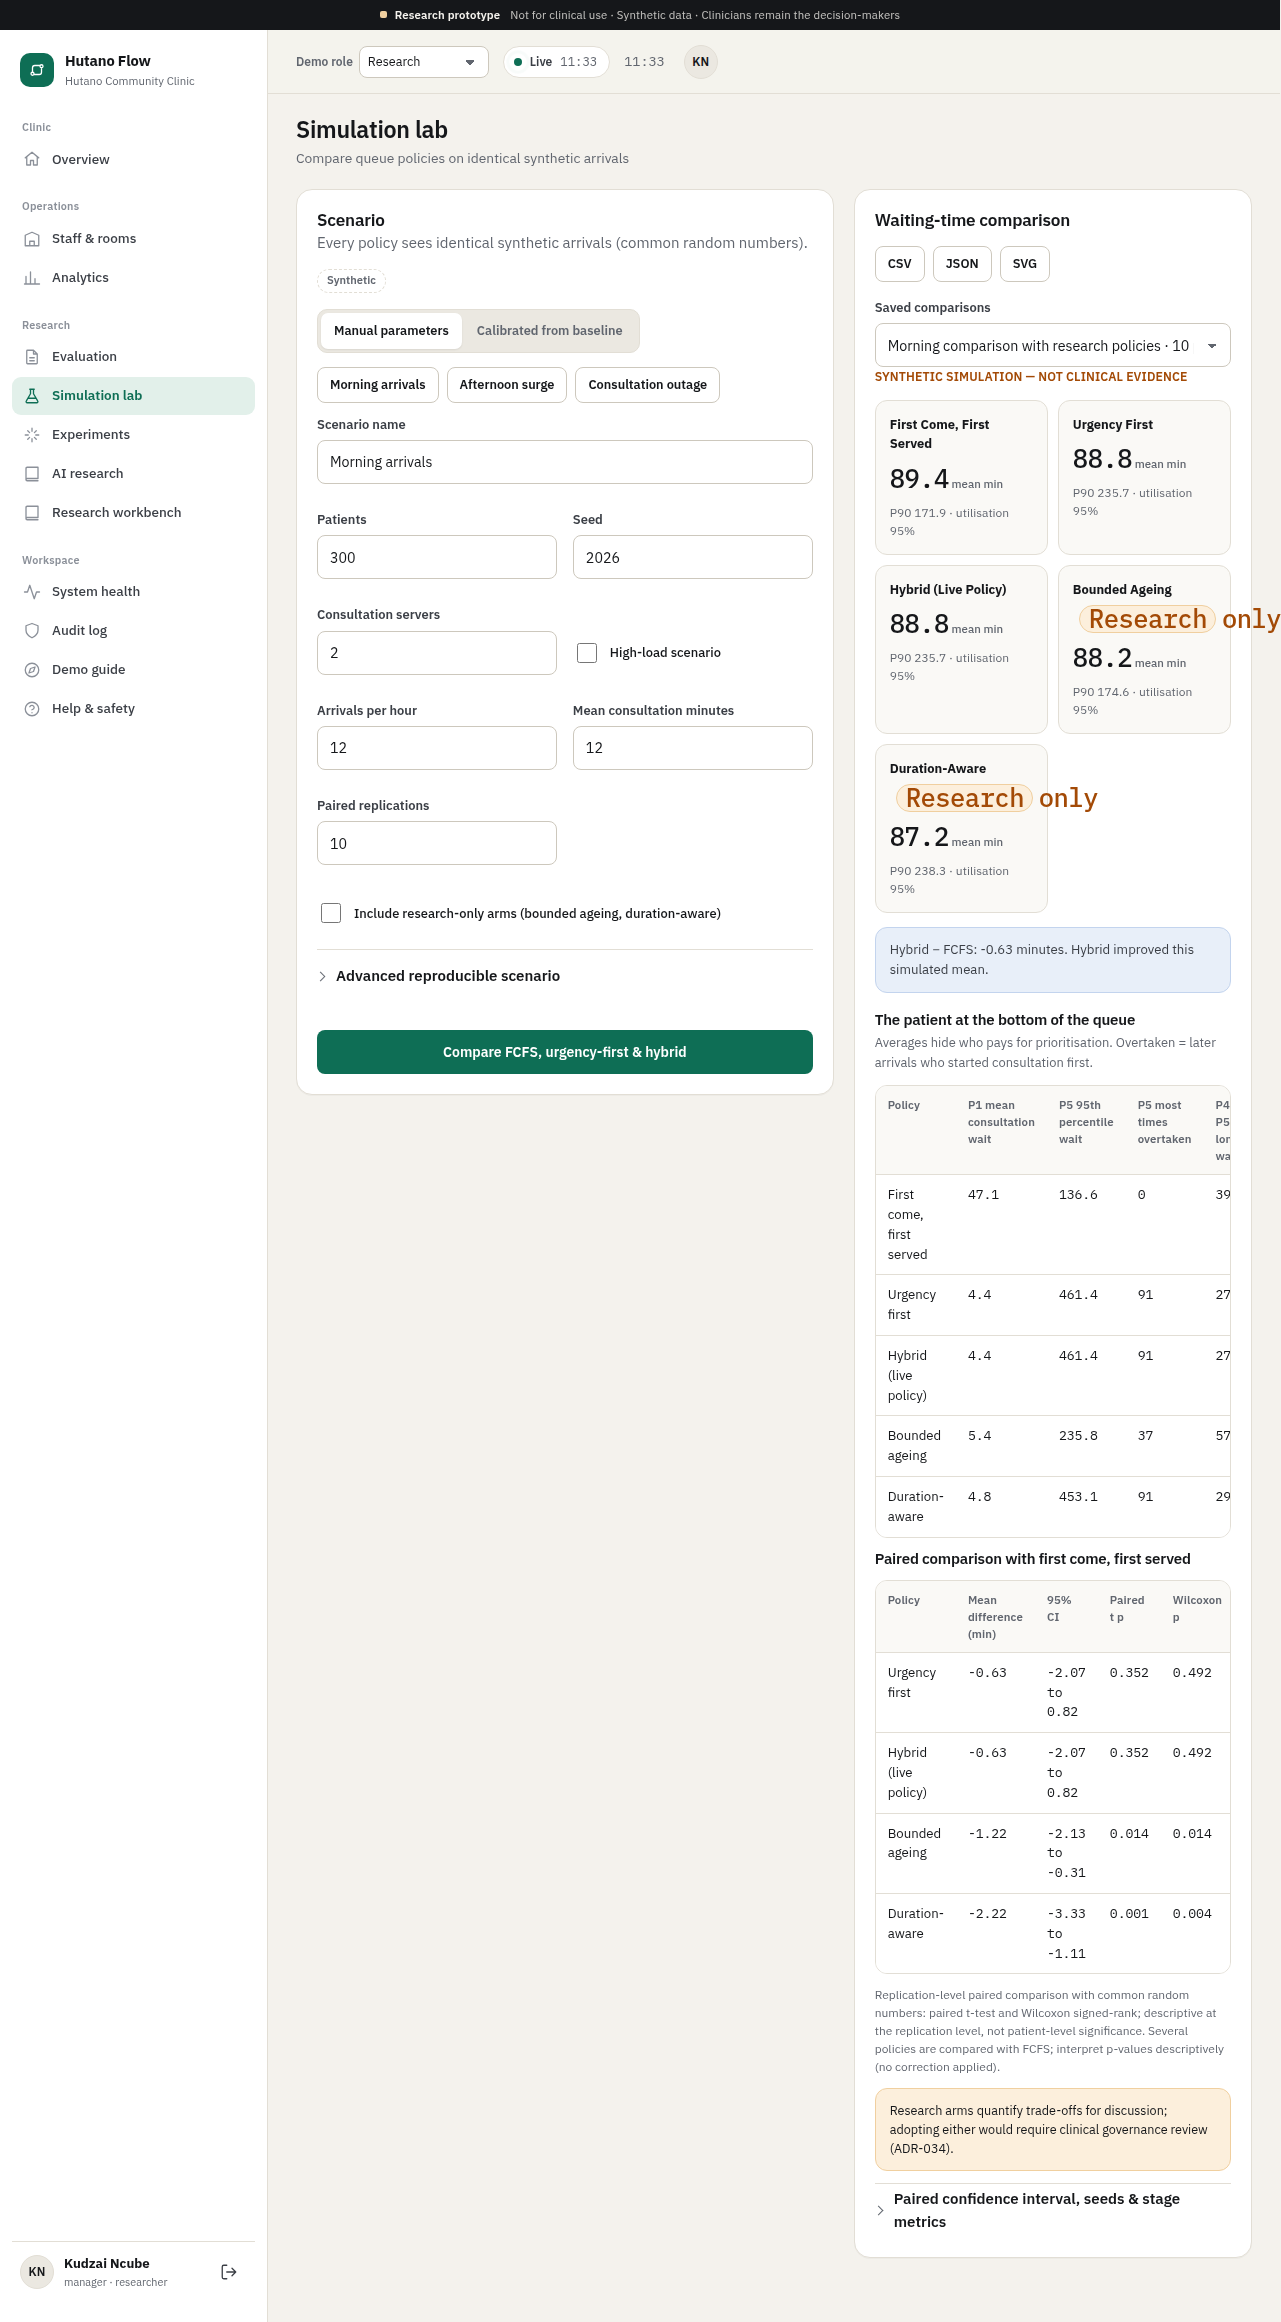 Research prototype Not for clinical use · Synthetic data · Clinicians remain the decision-makers
Hutano Flow
Hutano Community Clinic
Clinic
Overview
Operations
Staff & rooms
Analytics
Research
Evaluation
Simulation lab
Experiments
AI research
Research workbench
Workspace
System health
Audit log
Demo guide
Help & safety
KN
Kudzai Ncube
manager · researcher
Demo role
Research
Live 11:33
11:33
KN
Simulation lab
Compare queue policies on identical synthetic arrivals
Scenario
Every policy sees identical synthetic arrivals (common random numbers).
Synthetic
Manual parameters
Calibrated from baseline
Morning arrivals
Afternoon surge
Consultation outage
Scenario name
Morning arrivals
Patients
Seed
300
2026
Consultation servers
2
High-load scenario
Arrivals per hour
Mean consultation minutes
12
12
Paired replications
10
Include research-only arms (bounded ageing, duration-aware)
Advanced reproducible scenario
Compare FCFS, urgency-first & hybrid
Waiting-time comparison
CSV
JSON
SVG
Saved comparisons
Morning comparison with research policies · 10
SYNTHETIC SIMULATION — NOT CLINICAL EVIDENCE
First Come, First
Served
89.4 mean min
P90 171.9 · utilisation
95%
Urgency First
88.8 mean min
P90 235.7 · utilisation
95%
Hybrid (Live Policy)
88.8 mean min
P90 235.7 · utilisation
95%
Bounded Ageing
Research only
88.2 mean min
P90 174.6 · utilisation
95%
Duration-Aware
Research only
87.2 mean min
P90 238.3 · utilisation
95%
Hybrid − FCFS: -0.63 minutes. Hybrid improved this
simulated mean.
The patient at the bottom of the queue
Averages hide who pays for prioritisation. Overtaken = later
arrivals who started consultation first.
Policy
P1 mean
consultation
wait
P5 95th
percentile
wait
P5 most
times
overtaken
P4
P5
First
come,
first
served
47.1
136.6
0
39
Urgency
first
4.4
461.4
91
27
Hybrid
(live
policy)
4.4
461.4
91
27
Bounded
ageing
5.4
235.8
37
57
Duration-
aware
4.8
453.1
91
29
Paired comparison with first come, first served
Policy
Mean
difference
(min)
95%
CI
Paired
t p
Wilcoxon
p
Urgency
first
-0.63
-2.07
to
0.82
0.352
0.492
Hybrid
(live
policy)
-0.63
-2.07
to
0.82
0.352
0.492
Bounded
ageing
-1.22
-2.13
to
-0.31
0.014
0.014
Duration-
aware
-2.22
-3.33
to
-1.11
0.001
0.004
Replication-level paired comparison with common random
numbers: paired t-test and Wilcoxon signed-rank; descriptive at
the replication level, not patient-level significance. Several
policies are compared with FCFS; interpret p-values descriptively
(no correction applied).
Research arms quantify trade-offs for discussion;
adopting either would require clinical governance review
(ADR-034).
Paired confidence interval, seeds & stage
metrics